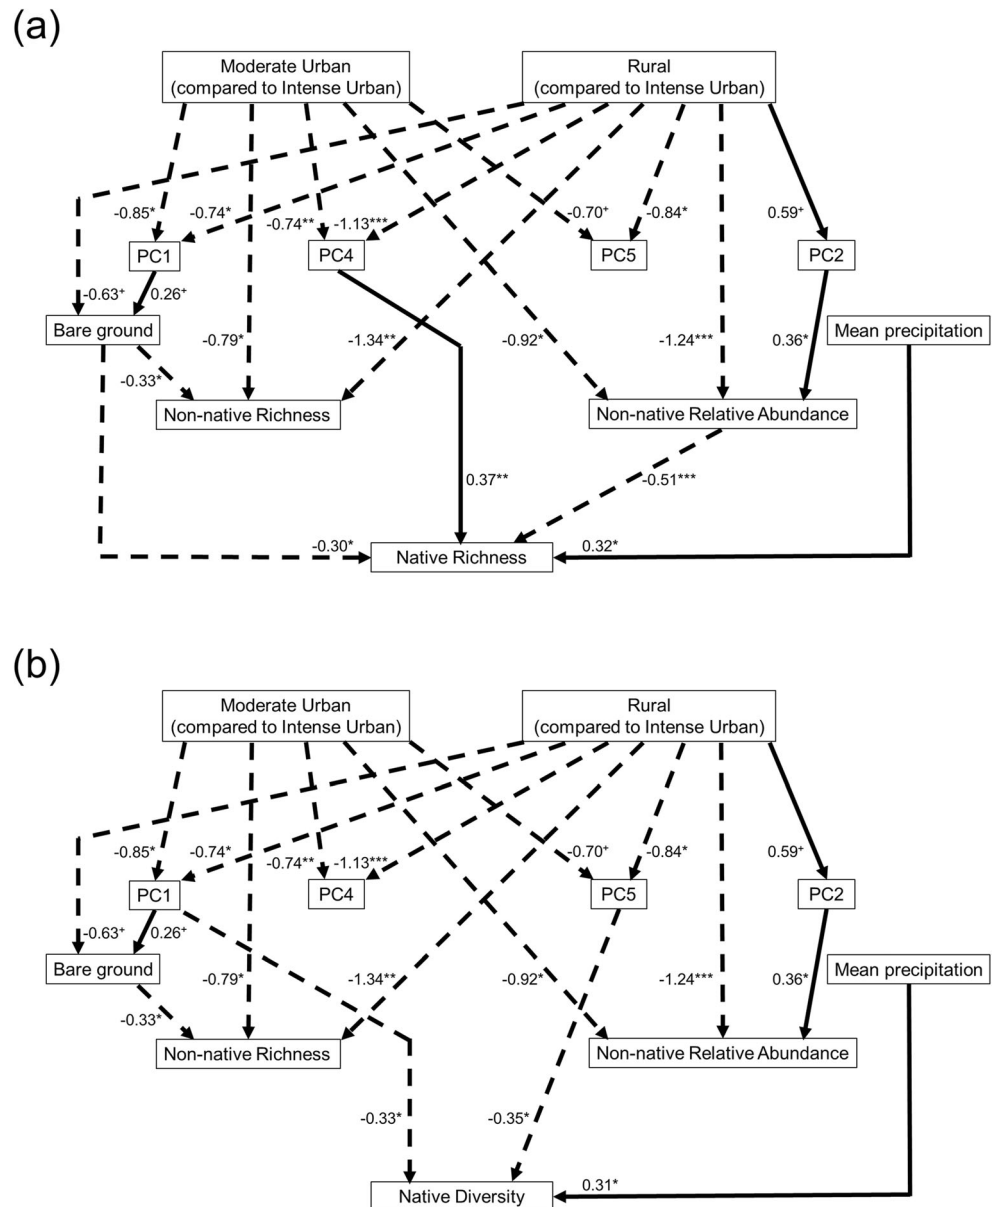 (a)
Moderate Urban
(compared to Intense Urban)
Rural
(compared to Intense Urban)
-0.85*
-0.74*
-0.74**
-1.13***
-0.70+
-0.84*
0.59+
PC1
PC4
PC5
PC2
-0.63+
0.26+
Bare ground
-0.79*
-1.34**
-0.92*
-1.24***
0.36*
Mean precipitation
-0.33*
Non-native Richness
Non-native Relative Abundance
0.37**
-0.51***
-0.30*
Native Richness
0.32*
(b)
Moderate Urban
(compared to Intense Urban)
Rural
(compared to Intense Urban)
-0.85*
-0.74*
-0.74**
-1.13***
-0.70+
-0.84*
0.59+
PC1
PC4
PC5
PC2
-0.63+
0.26+
Bare ground
-0.79*
-1.34**
-0.92*
-1.24***
0.36*
Mean precipitation
-0.33*
Non-native Richness
Non-native Relative Abundance
-0.33*
-0.35*
Native Diversity
0.31*